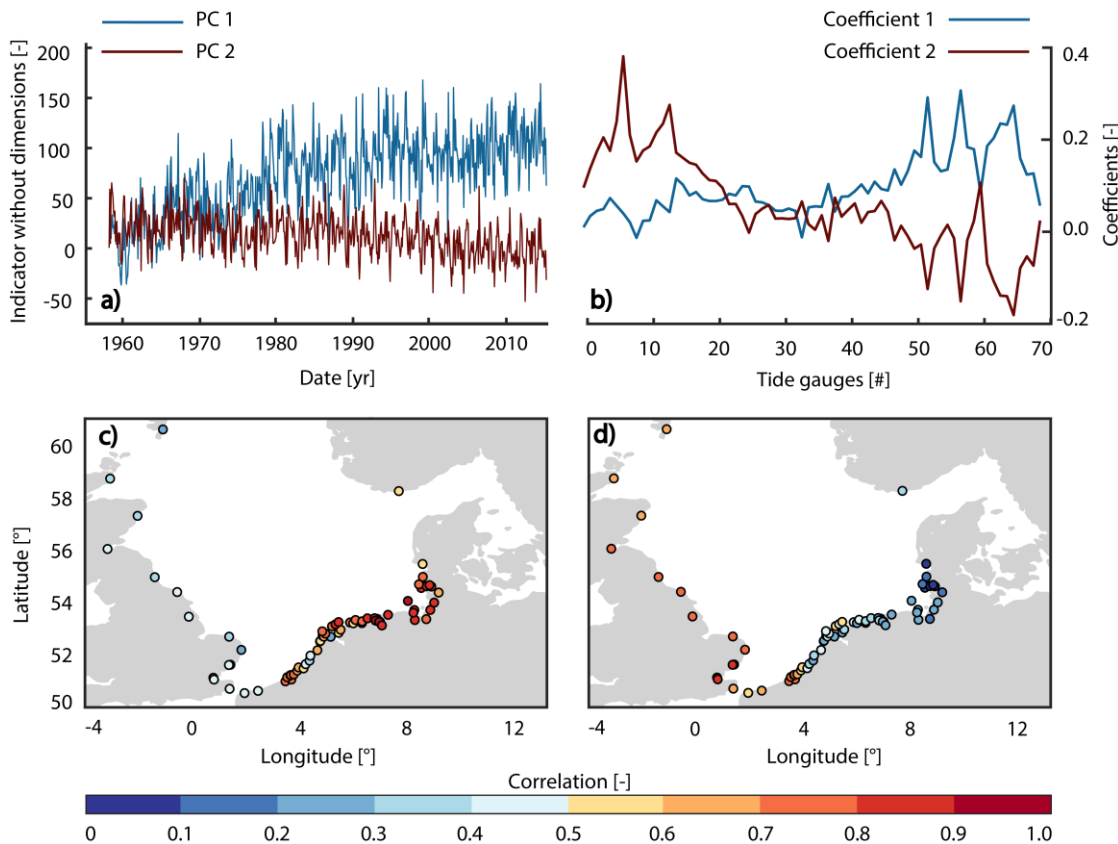 PC 1
PC 2
Coefficient 1
Coefficient 2
Indicator without dimensions [-]
200
150
100
50
0
-50
a)
1960 1970 1980 1990 2000 2010
Date [yr]
b)
0.4
0.2
0.0
-0.2
Coefficients [-]
0 10 20 30 40 50 60 70
Tide gauges [#]
c)
Latitude [°]
60
58
56
54
52
50
-4 0 4 8 12
Longitude [°]
d)
-4 0 4 8 12
Longitude [°]
Correlation [-]
0 0.1 0.2 0.3 0.4 0.5 0.6 0.7 0.8 0.9 1.0